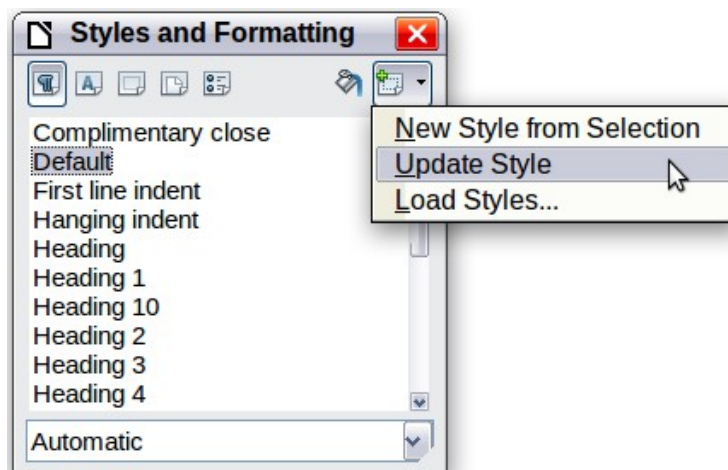 Styles and Formatting
New Style from Selection
Update Style
Load Styles...
Complimentary close
Default
First line indent
Hanging indent
Heading
Heading 1
Heading 10
Heading 2
Heading 3
Heading 4
Automatic